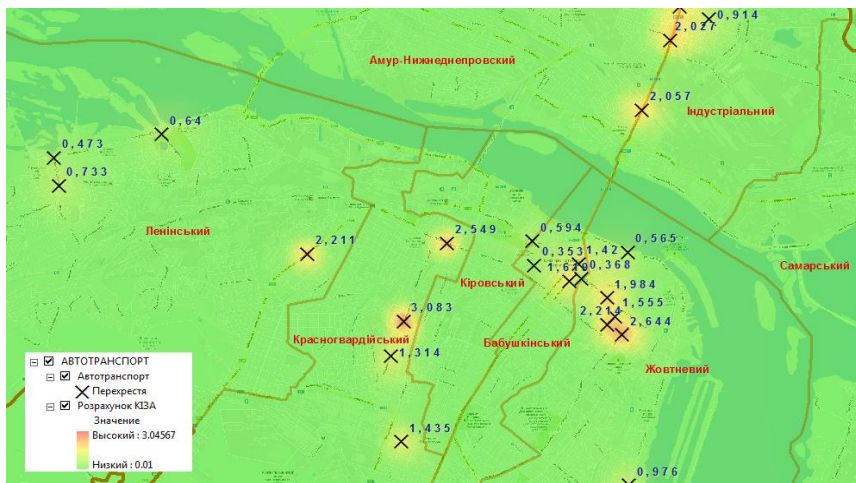 0,914
2,027
Амур-Нижнеднепровский
2,057
Індустріальний
0,64
0,473
0,733
Ленінський
2,211
2,549
0,594
0,353
1,42
0,565
1,619
0,368
Кіровський
Самарський
1,984
1,555
2,214
2,644
3,083
Красногвардійський
Бабушкінський
1,314
Жовтневий
1,435
0,976
АВТОТРАНСПОРТ
Автотранспорт
Перехрестя
Розрахунок КІЗА
Значение
Высокий : 3.04567
Низкий : 0.01